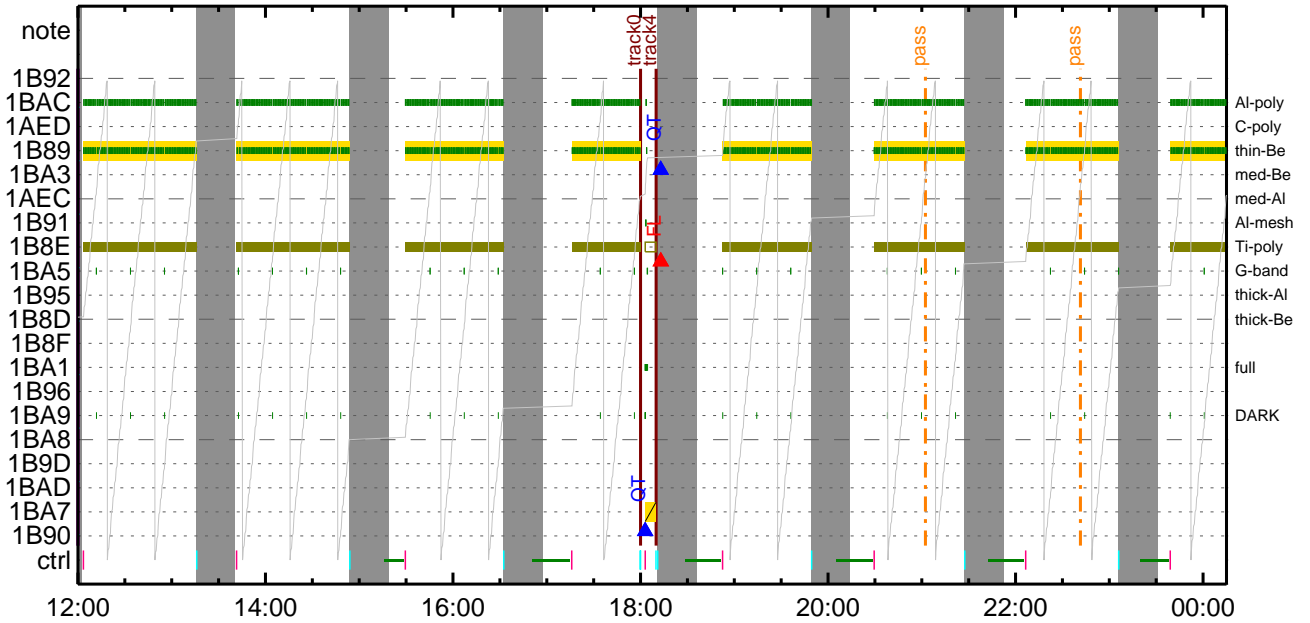 note
track0
track4
pass
pass
1B92
1BAC
Al-poly
1AED
C-poly
QT
1B89
thin-Be
1BA3
med-Be
1AEC
med-Al
1B91
Al-mesh
FL
1B8E
Ti-poly
1BA5
G-band
1B95
thick-Al
1B8D
thick-Be
1B8F
1BA1
full
1B96
1BA9
DARK
1BA8
1B9D
1BAD
QT
1BA7
1B90
ctrl
12:00 14:00 16:00 18:00 20:00 22:00 00:00